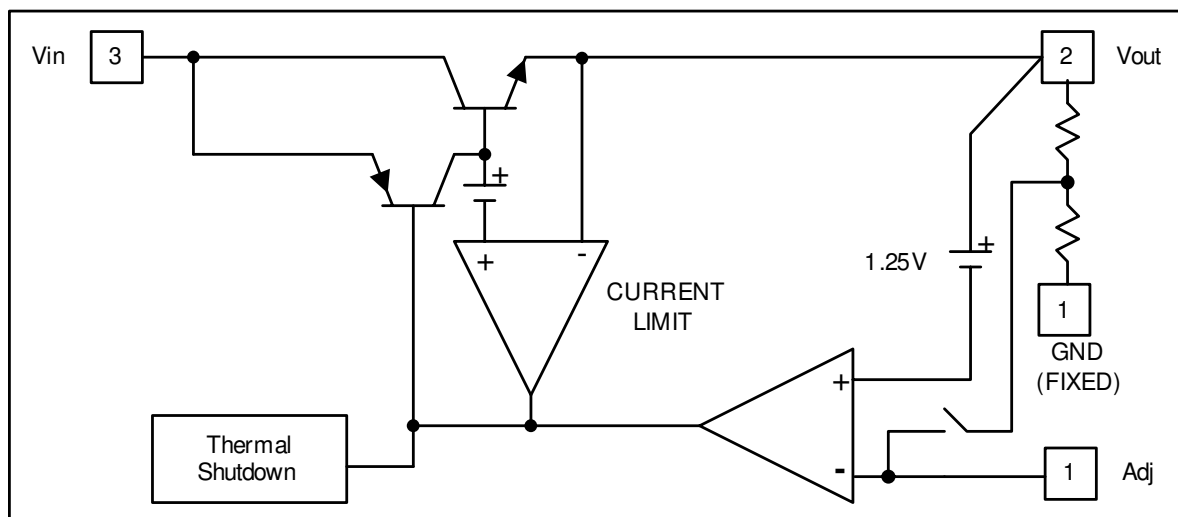 Vin
3
2
Vout
+
+
-
CURRENT
LIMIT
1.25V
+
1
GND
(FIXED)
+
-
Thermal
Shutdown
1
Adj